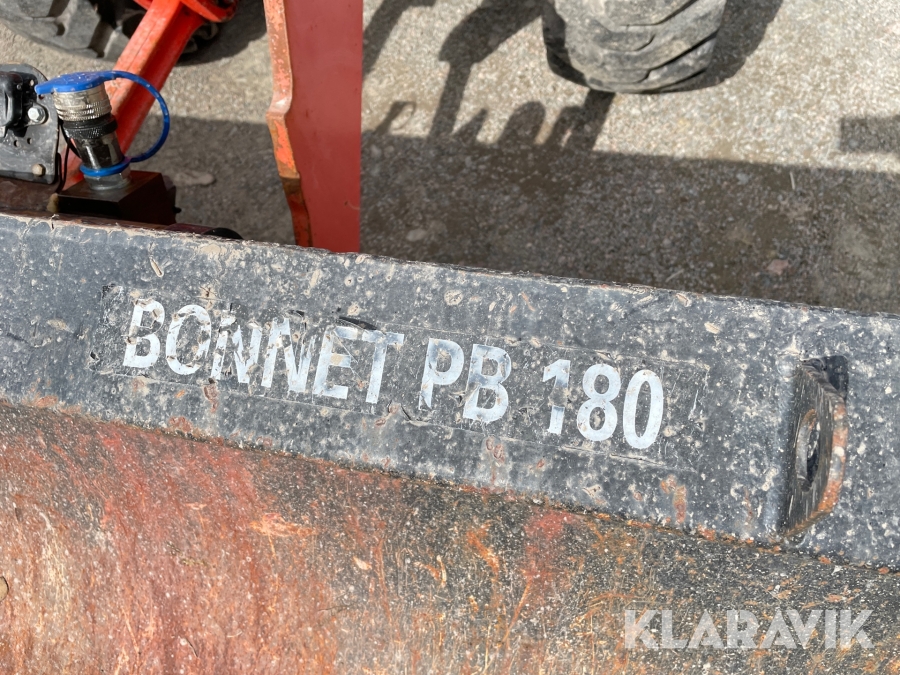 BONNET PB 180
KLARAVIK